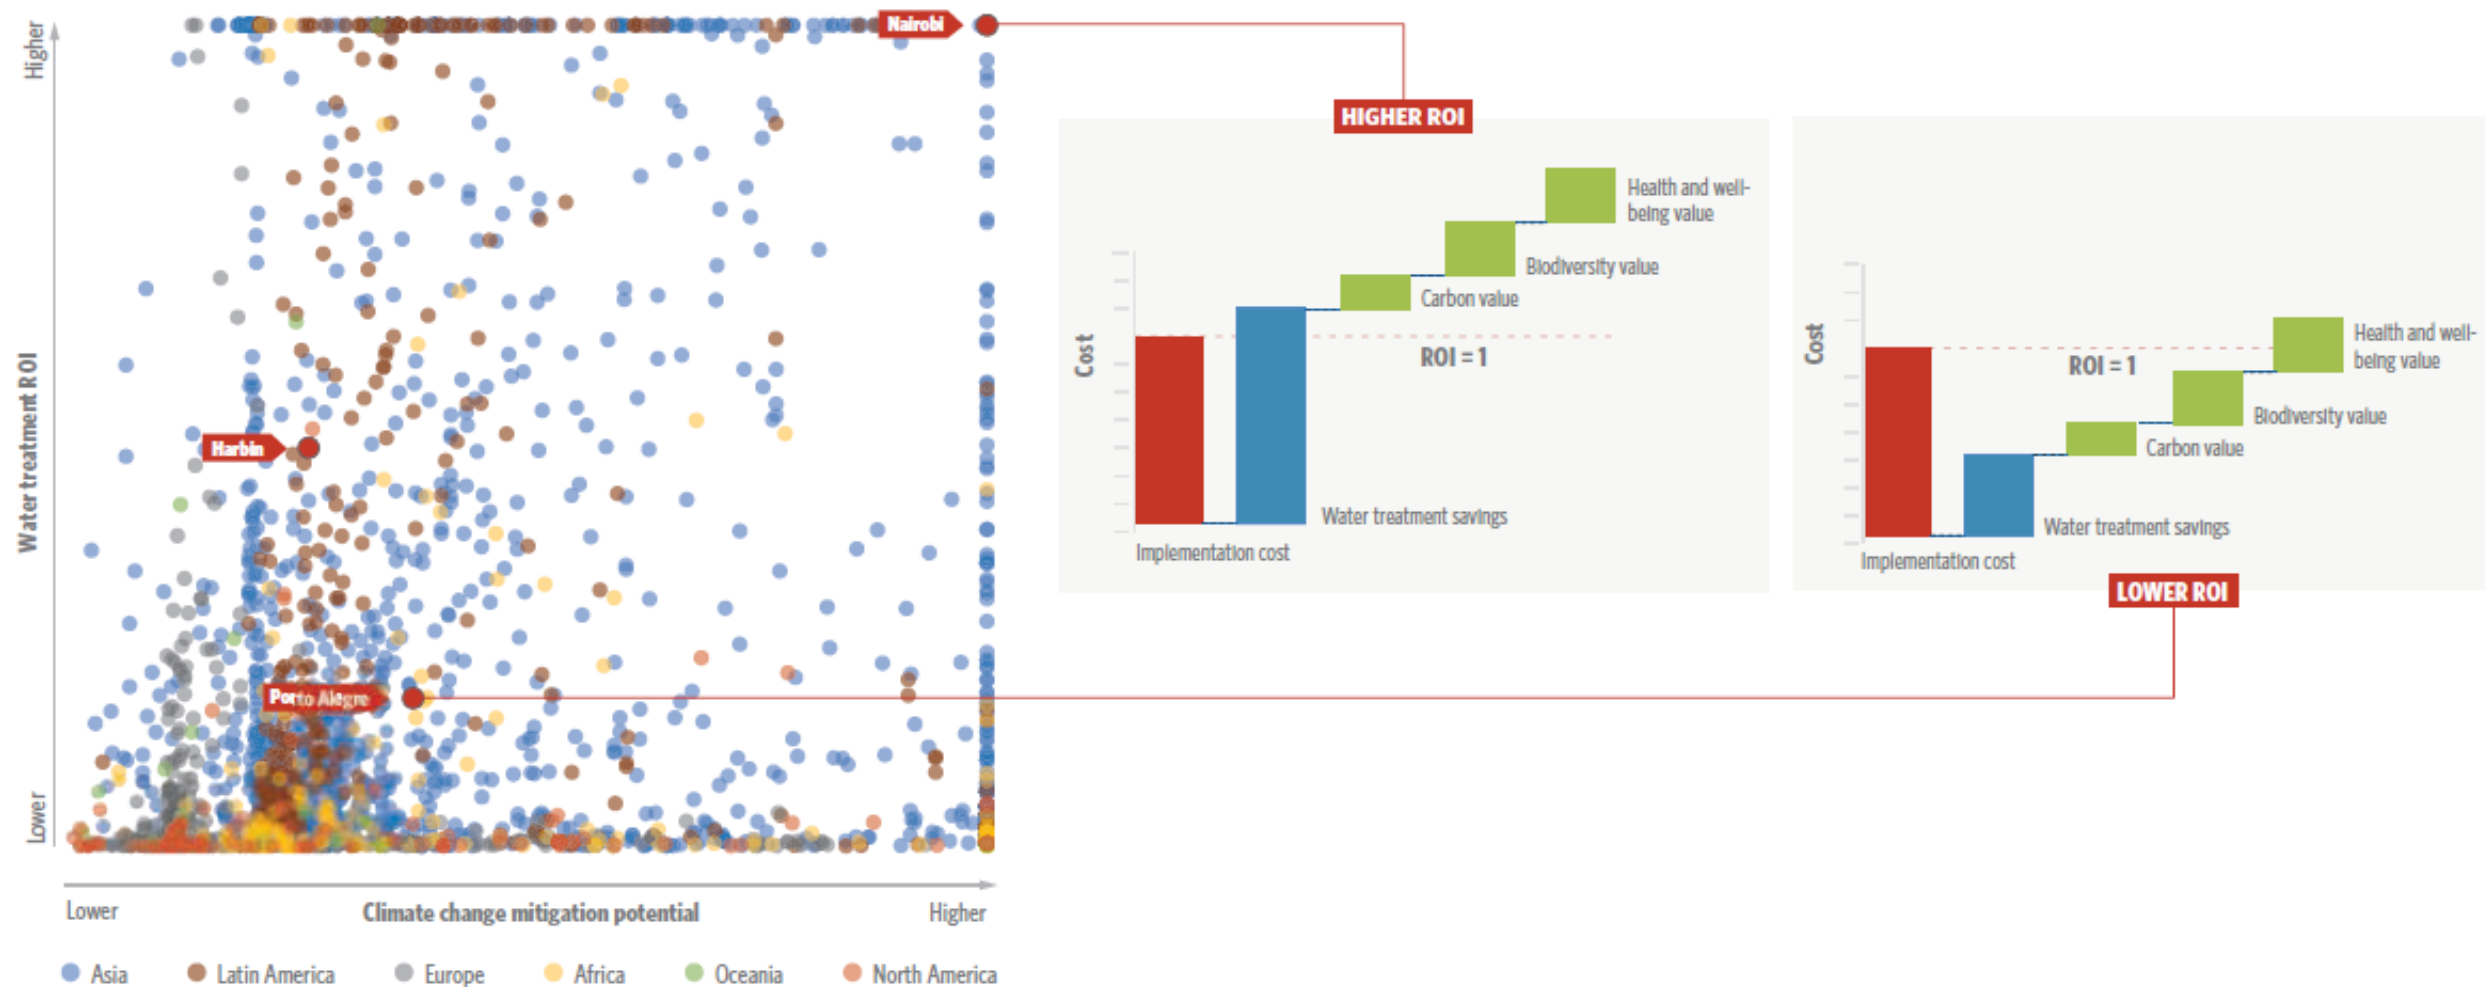 Higher
Water treatment ROI
Lower
Nairobi
Harbin
Porto Alegre
Lower
Climate change mitigation potential
Higher
Asia
Latin America
Europe
Africa
Oceania
North America
HIGHER ROI
Cost
Health and well-
being value
Biodiversity value
Carbon value
ROI = 1
Water treatment savings
Implementation cost
Cost
Health and well-
being value
ROI = 1
Biodiversity value
Carbon value
Water treatment savings
Implementation cost
LOWER ROI